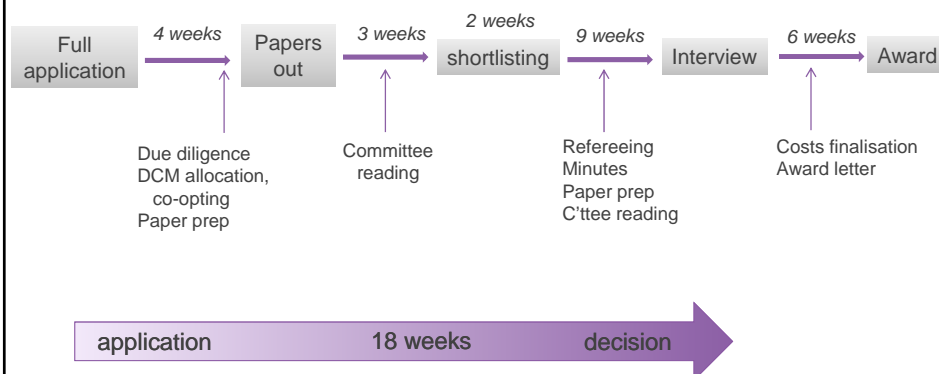 Full
application
4 weeks
Papers
out
3 weeks
2 weeks
shortlisting
9 weeks
Interview
6 weeks
Award
Due diligence
DCM allocation,
co-opting
Paper prep
Committee
reading
Refereeing
Minutes
Paper prep
C'ttee reading
Costs finalisation
Award letter
application 18 weeks decision